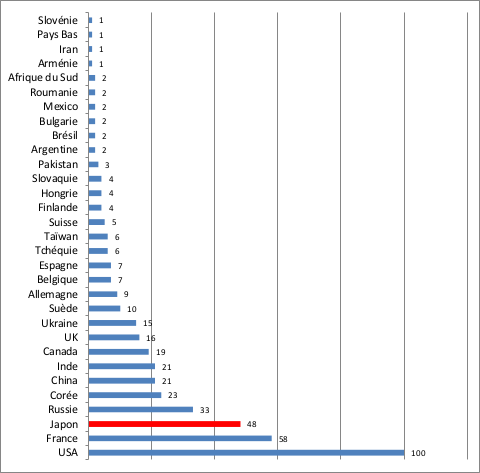 Slovénie 1
Pays Bas 1
Iran 1
Arménie 1
Afrique du Sud 2
Roumanie 2
Mexico 2
Bulgarie 2
Brésil 2
Argentine 2
Pakistan 3
Slovaquie 4
Hongrie 4
Finlande 4
Suisse 5
Taïwan 6
Tchéquie 6
Espagne 7
Belgique 7
Allemagne 9
Suède 10
Ukraine 15
UK 16
Canada 19
Inde 21
China 21
Corée 23
Russie 33
Japon 48
France 58
USA 100